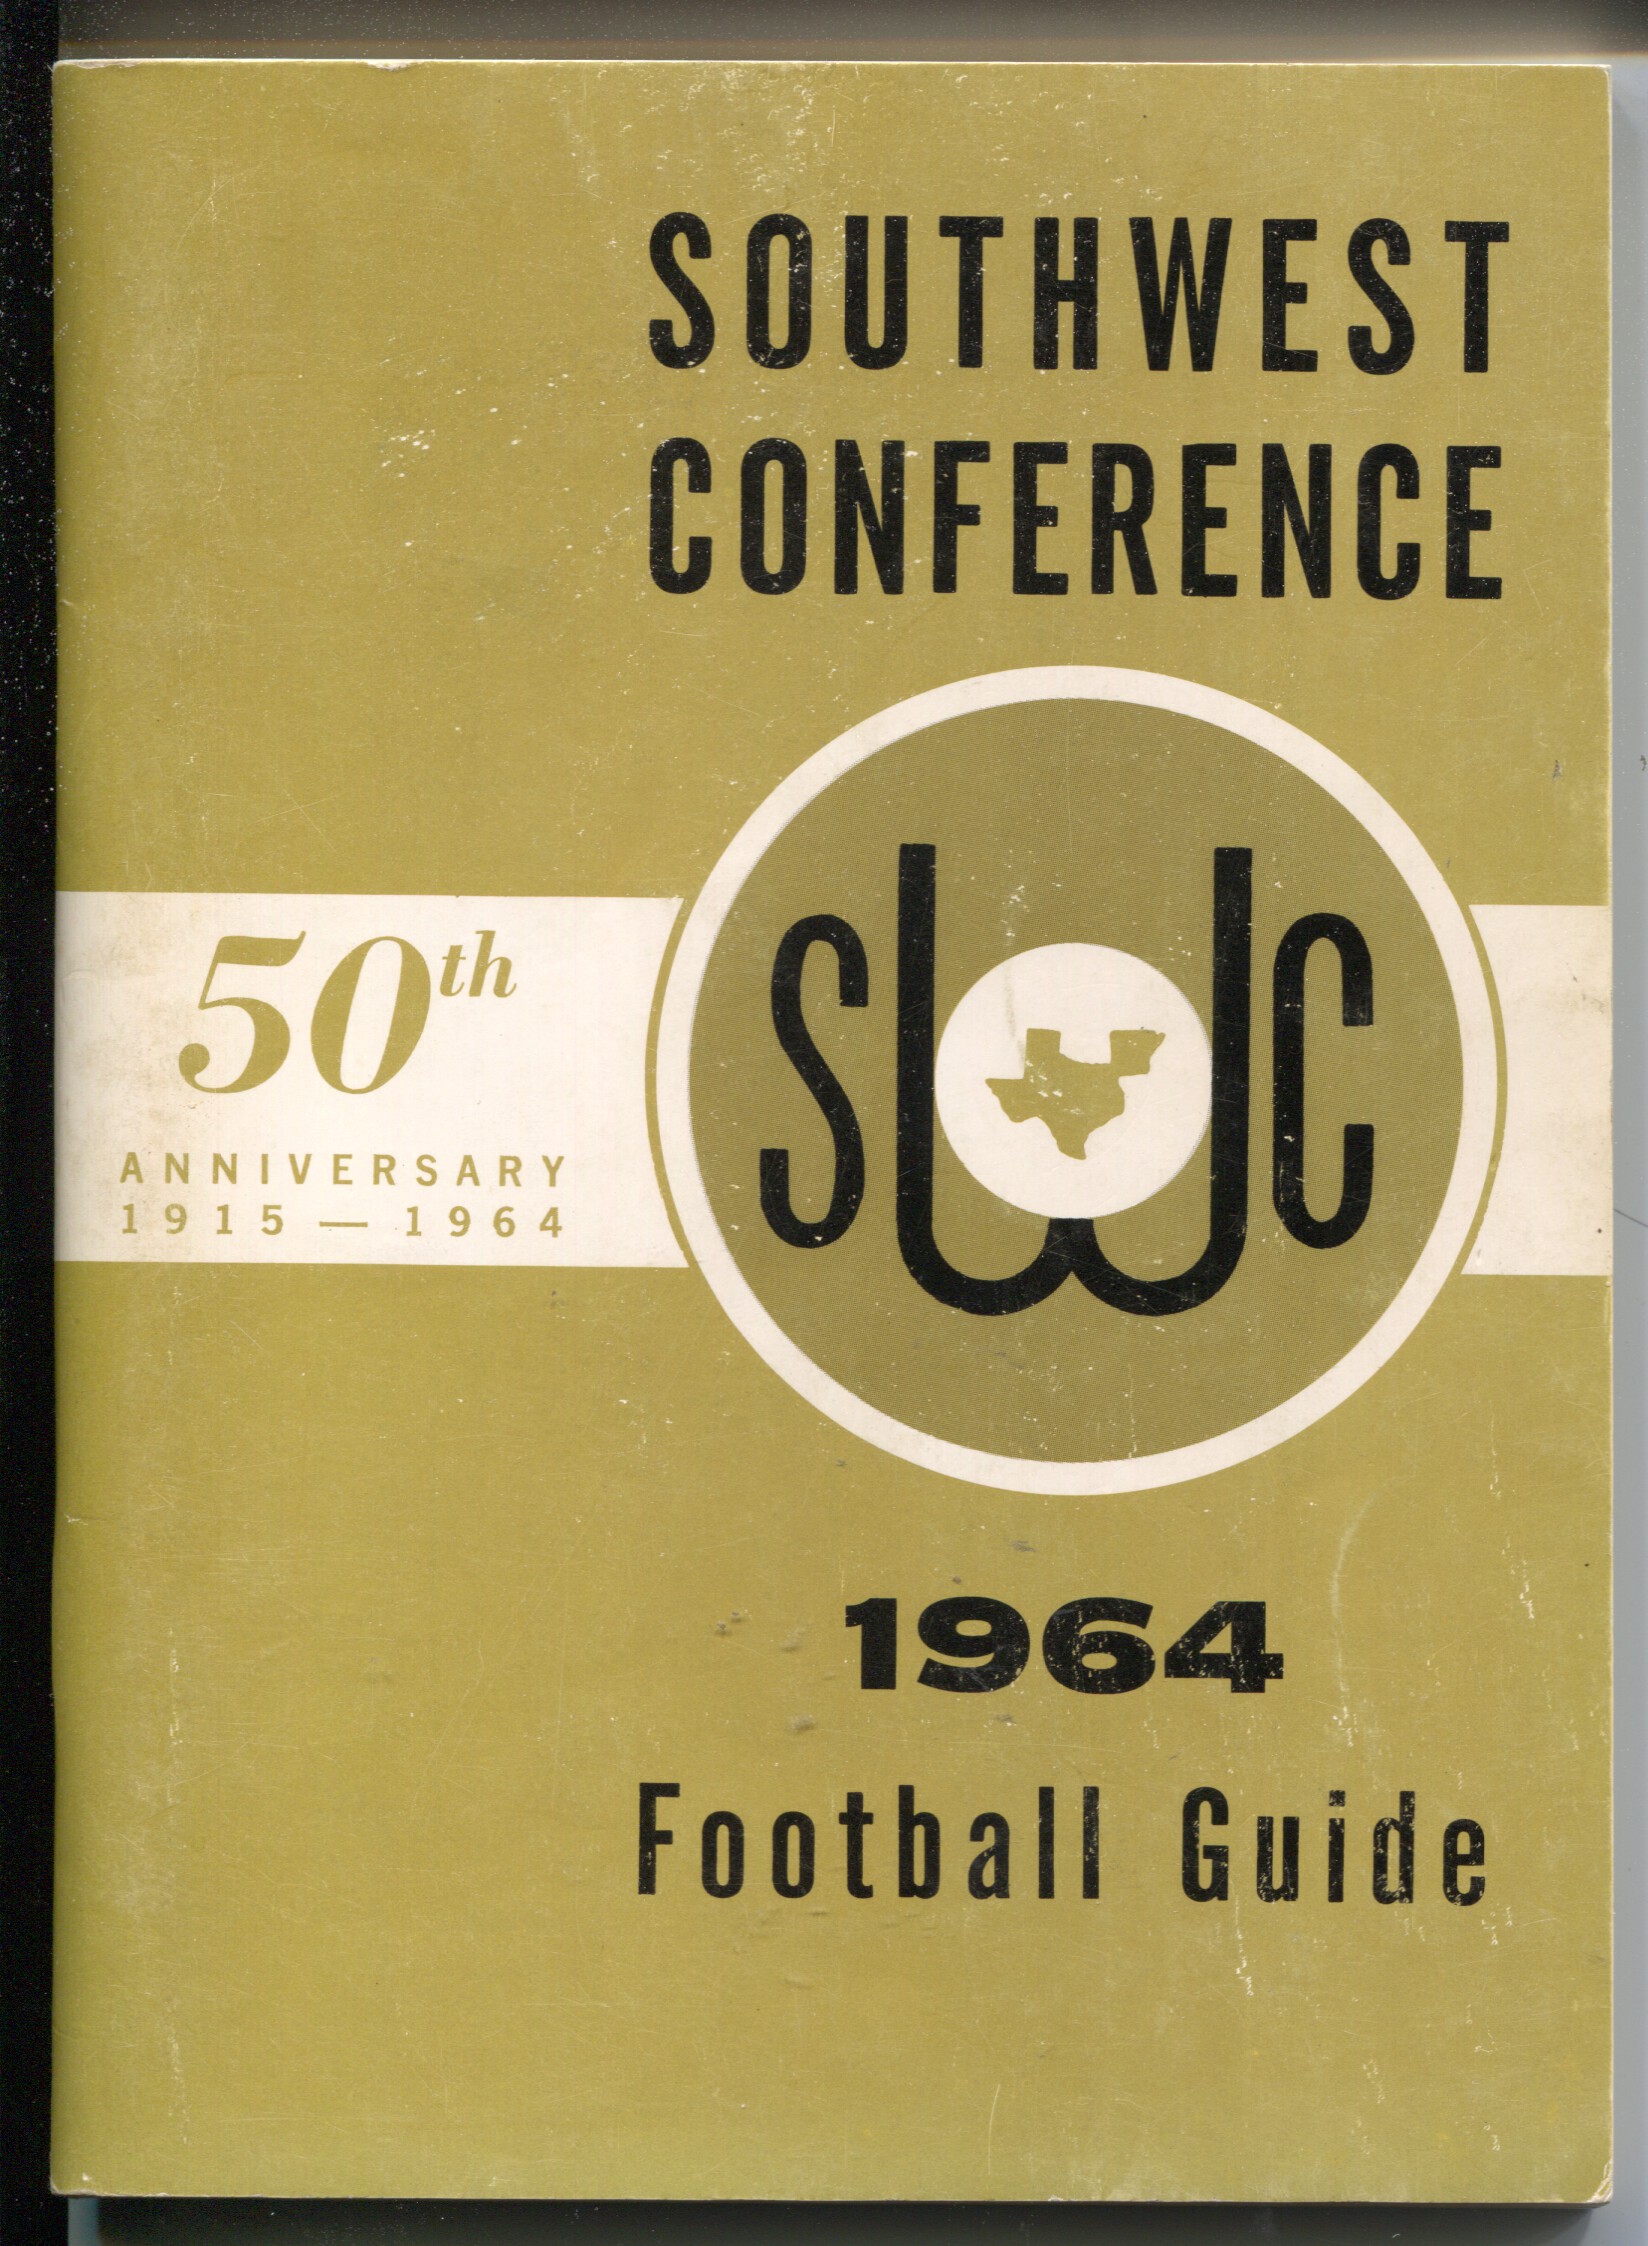 SOUTHWEST
CONFERENCE
50th
ANNIVERSARY
1915 — 1964
SWC
1964
Football Guide